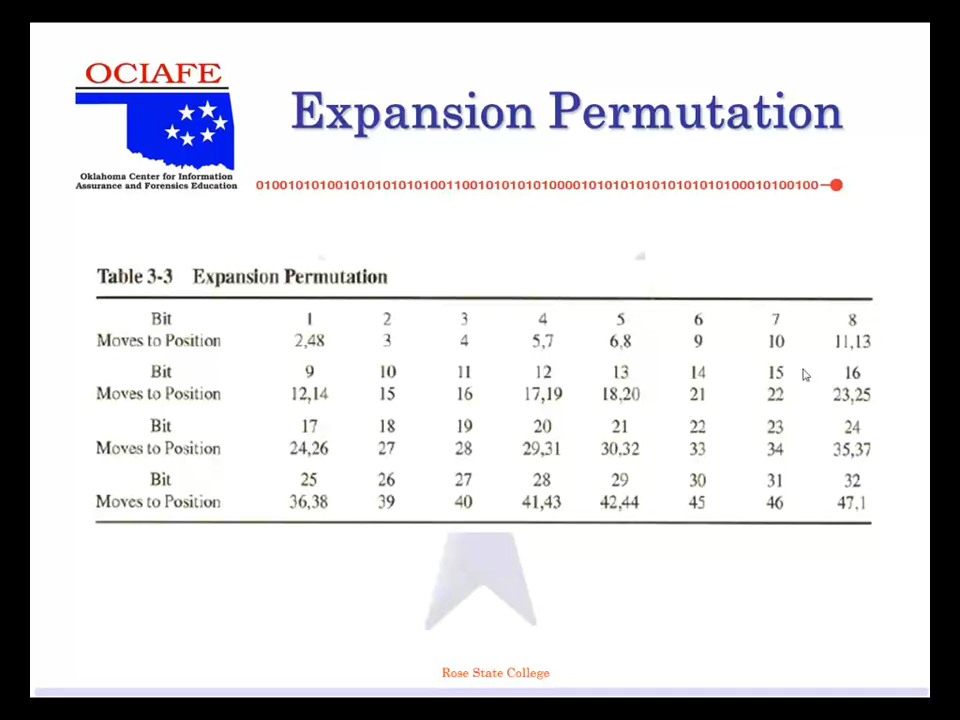 OCIAFE
Oklahoma Center for Information
Assurance and Forensics Education
Expansion Permutation
Table 3-3 Expansion Permutation
Bit 1 2 3 4 5 6 7 8
Moves to Position 2,48 3 4 5,7 6,8 9 10 11,13
Bit 9 10 11 12 13 14 15 16
Moves to Position 12,14 15 16 17,19 18,20 21 22 23,25
Bit 17 18 19 20 21 22 23 24
Moves to Position 24,26 27 28 29,31 30,32 33 34 35,37
Bit 25 26 27 28 29 30 31 32
Moves to Position 36,38 39 40 41,43 42,44 45 46 47,1
Rose State College